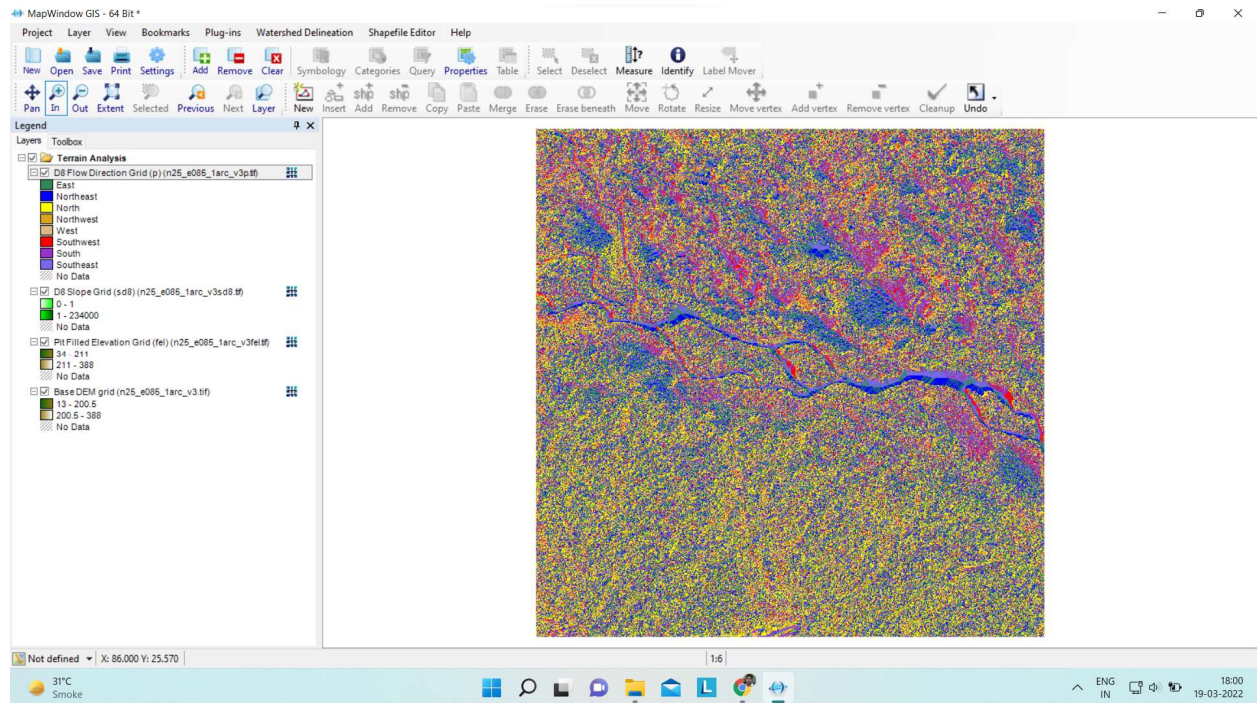 MapWindow GIS - 64 Bit *
Project Layer View Bookmarks Plug-ins Watershed Delineation Shapefile Editor Help
New Open Save Print Settings Add Remove Clear Symbology Categories Query Properties Table Select Deselect Measure Identify Label Mover
Pan In Out Extent Selected Previous Next Layer New Insert Add Remove Copy Paste Merge Erase Erase beneath Move Rotate Resize Move vertex Add vertex Remove vertex Cleanup Undo
Legend
Layers Toolbox
Terrain Analysis
D8 Flow Direction Grid (p) (n25_e085_1arc_v3p.tif)
East
Northeast
North
Northwest
West
Southwest
South
Southeast
No Data
D8 Slope Grid (sd8) (n25_e085_1arc_v3sd8.tif)
0 - 1
1 - 234000
No Data
Pit Filled Elevation Grid (fel) (n25_e085_1arc_v3fel.tif)
34 - 211
211 - 388
No Data
Base DEM grid (n25_e085_1arc_v3.tif)
13 - 200.5
200.5 - 388
No Data
Not defined X: 86.000 Y: 25.570 1:6
31°C
Smoke
ENG
IN
18:00
19-03-2022